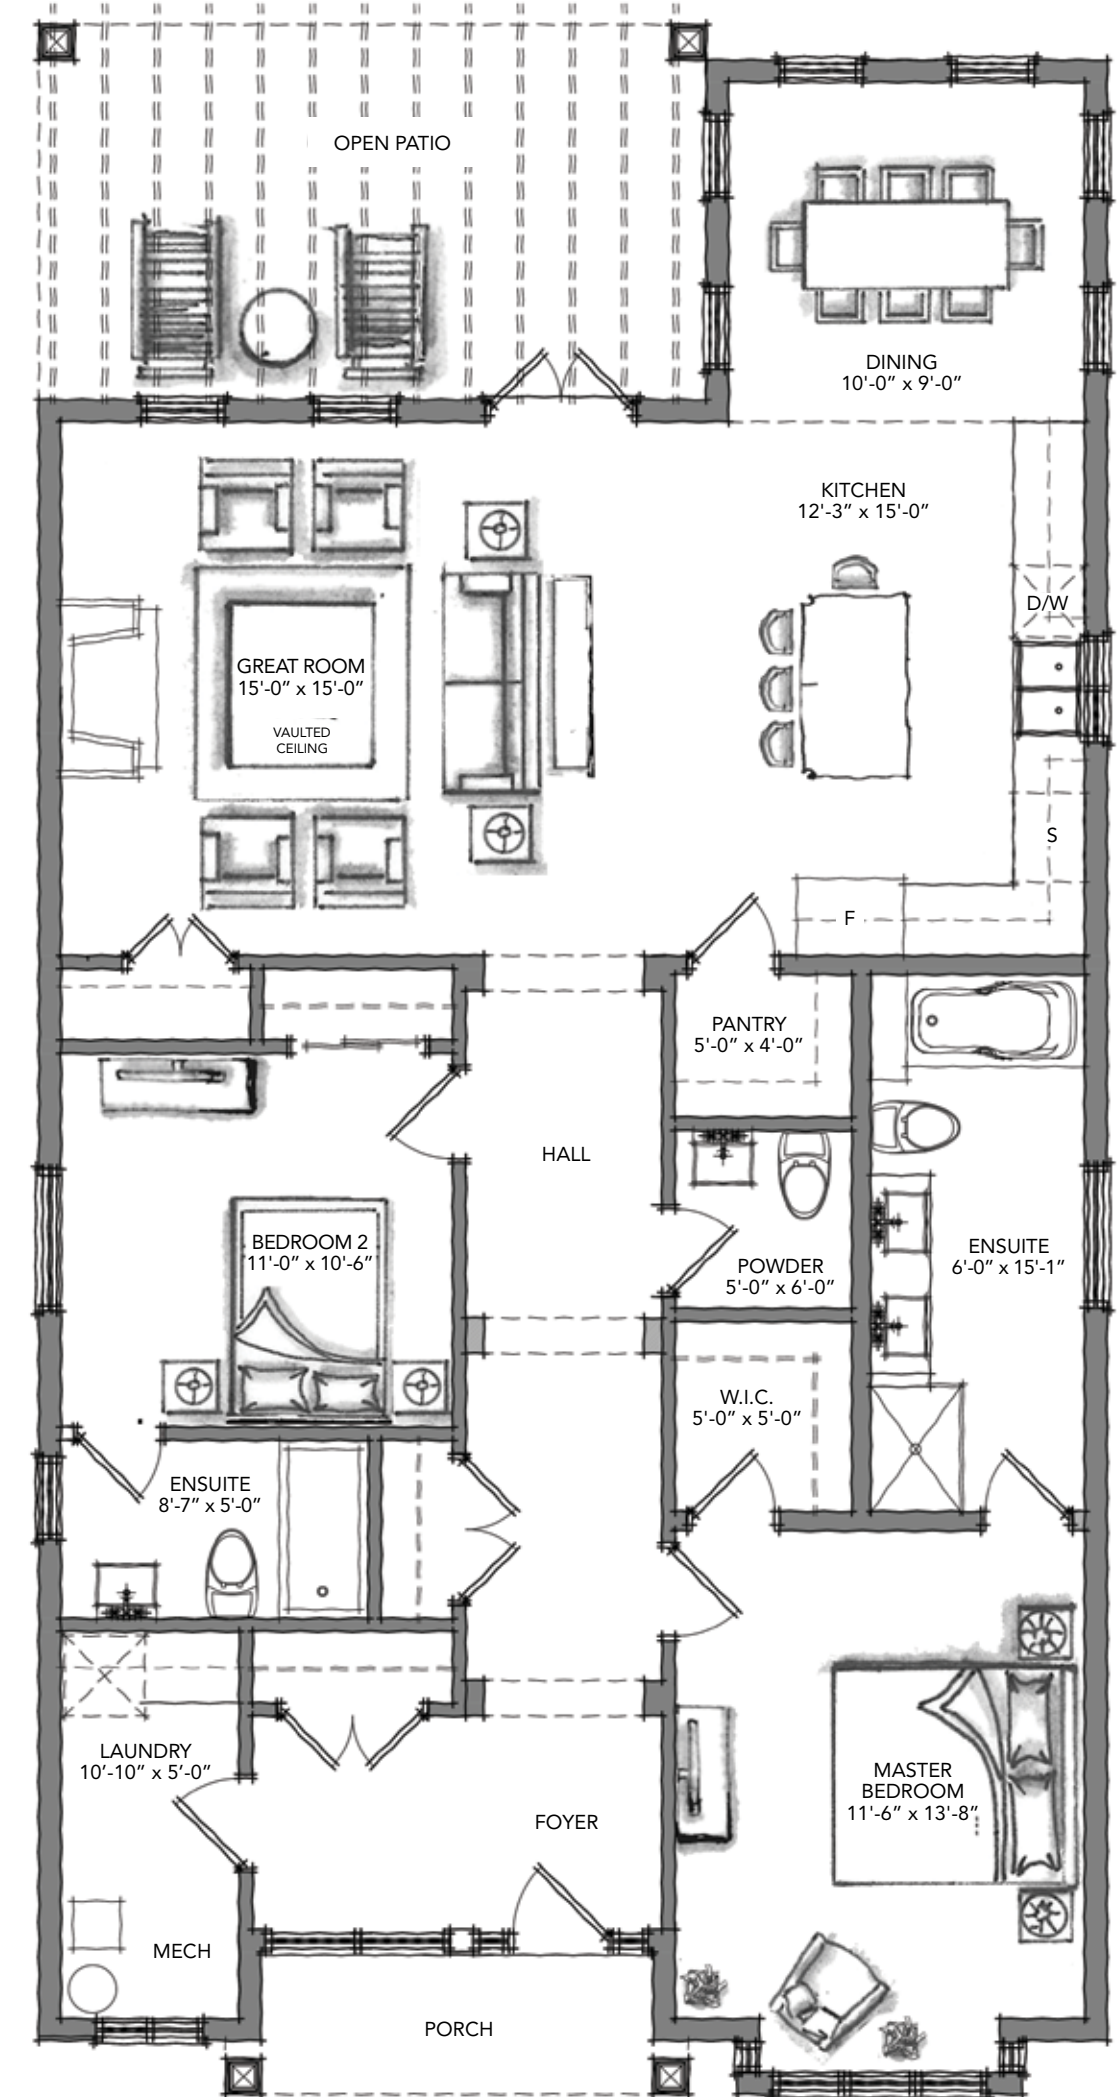 OPEN PATIO
DINING
10'-0” x 9'-0”
KITCHEN
12'-3” x 15'-0”
D/W
GREAT ROOM
15'-0” x 15'-0”
VAULTED
CEILING
S
F
PANTRY
5'-0” x 4'-0”
HALL
BEDROOM 2
11'-0” x 10'-6”
POWDER
5'-0” x 6'-0”
ENSUITE
6'-0” x 15'-1”
W.I.C.
5'-0” x 5'-0”
ENSUITE
8'-7” x 5'-0”
LAUNDRY
10’-10” x 5’-0”
MASTER
BEDROOM
11'-6” x 13'-8”
FOYER
MECH
PORCH